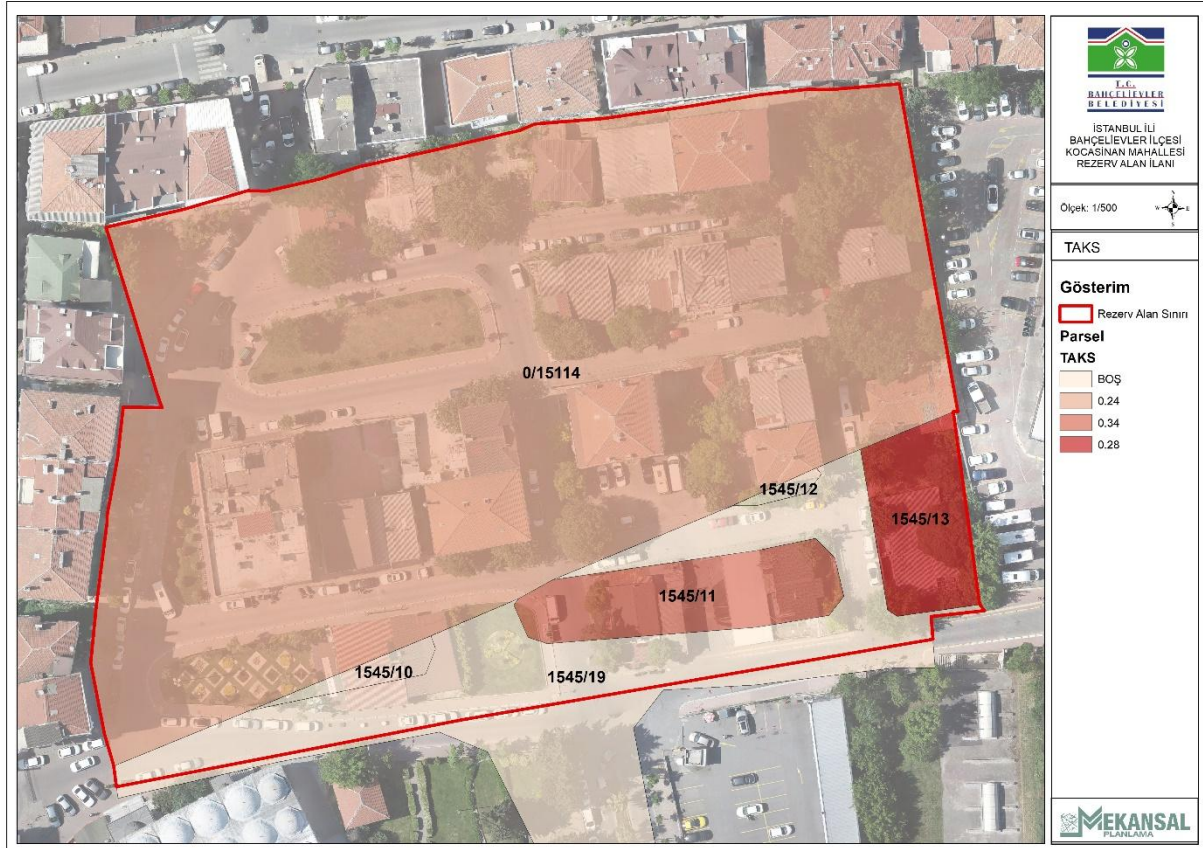 0/15114
1545/12
1545/13
1545/11
1545/10
1545/19
T.C.
BAHÇELİEVLER
BELEDİYESİ
İSTANBUL İLİ
BAHÇELİEVLER İLÇESİ
KOCASİNAN MAHALLESİ
REZERV ALAN İLANI
Ölçek: 1/500
N
W E
S
TAKS
Gösterim
Rezerv Alan Sınırı
Parsel
TAKS
BOŞ
0.24
0.34
0.28
MEKANSAL
PLANLAMA